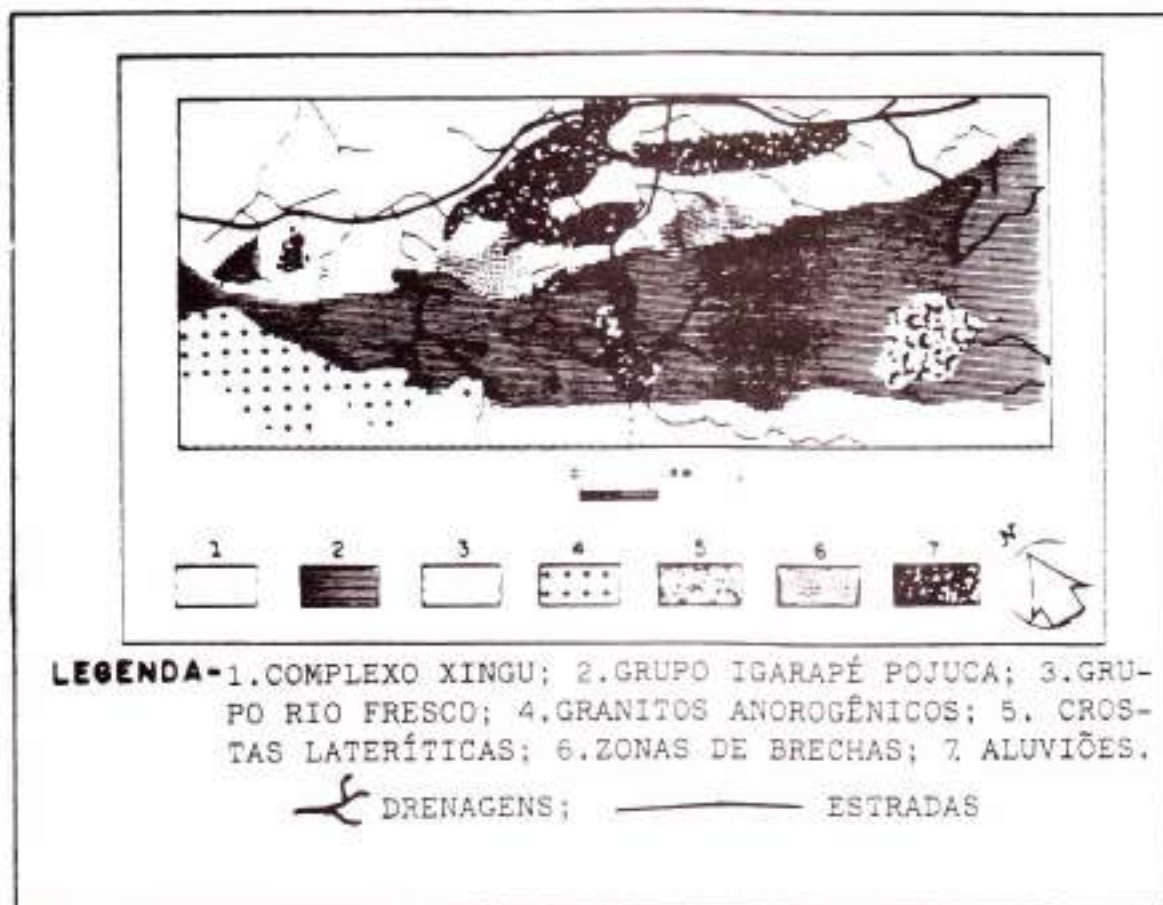 1 2 3 4 5 6 7 N
LEGENDA-1.COMPLEXO XINGU; 2.GRUPO IGARAPÉ POJUCA; 3.GRU-
PO RIO FRESCO; 4.GRANITOS ANOROGÊNICOS; 5. CROS-
TAS LATERÍTICAS; 6.ZONAS DE BRECHAS; 7. ALUVIÕES.
DRENAGENS; ESTRADAS